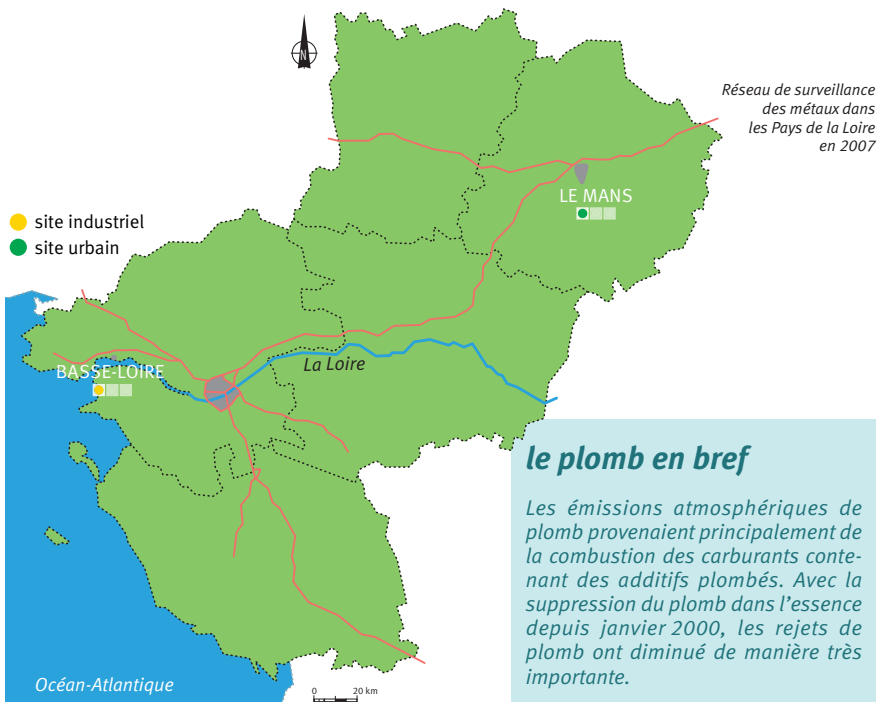 N
Réseau de surveillance
des métaux dans
les Pays de la Loire
en 2007
LE MANS
site industriel
site urbain
BASSE-LOIRE
La Loire
le plomb en bref
Les émissions atmosphériques de
plomb provenaient principalement de
la combustion des carburants conte-
nant des additifs plombés. Avec la
suppression du plomb dans l'essence
depuis janvier 2000, les rejets de
plomb ont diminué de manière très
importante.
Océan-Atlantique
0 20 km